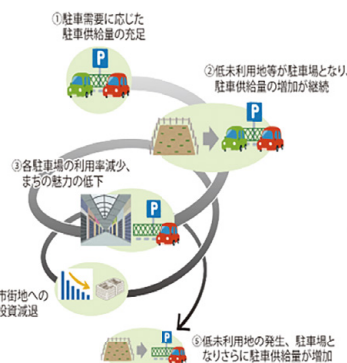 ①駐車需要に応じた
駐車供給量の充足
P
②低未利用地等が駐車場となり、
駐車供給量の増加が継続
P
③各駐車場の利用率減少、
まちの魅力の低下
P
市街地への
投資減退
P
⑤低未利用地の発生、駐車場と
なりさらに駐車供給量が増加